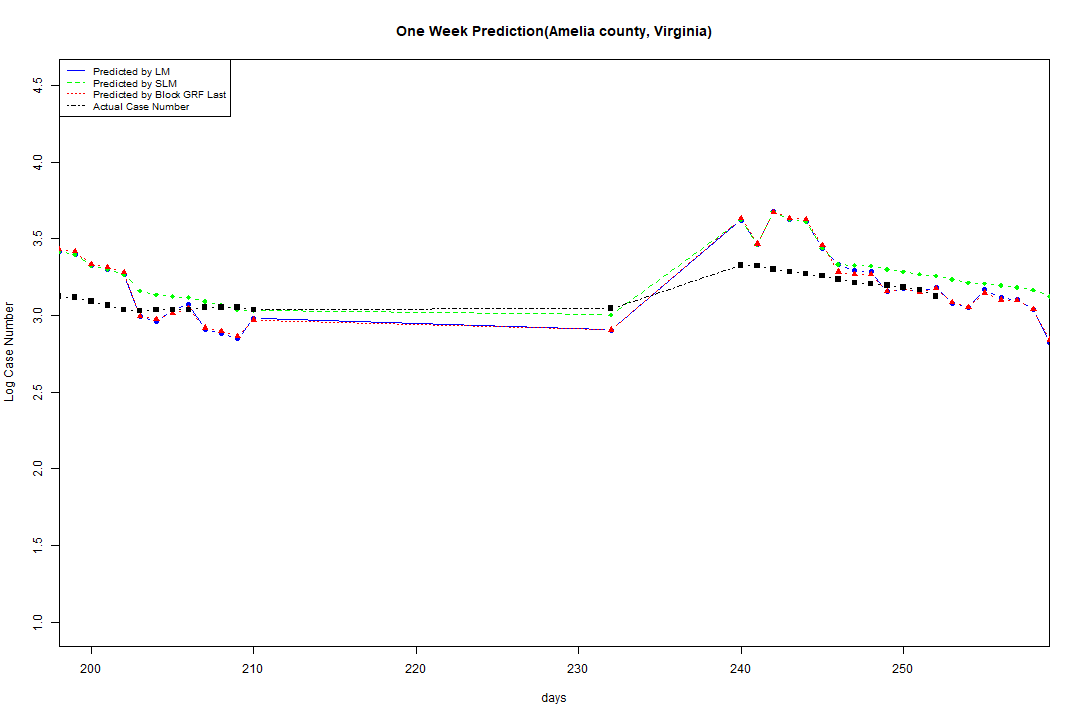 One Week Prediction(Amelia county, Virginia)
Predicted by LM
Predicted by SLM
Predicted by Block GRF Last
Actual Case Number
4.5
4.0
3.5
3.0
2.5
2.0
1.5
1.0
Log Case Number
200 210 220 230 240 250
days